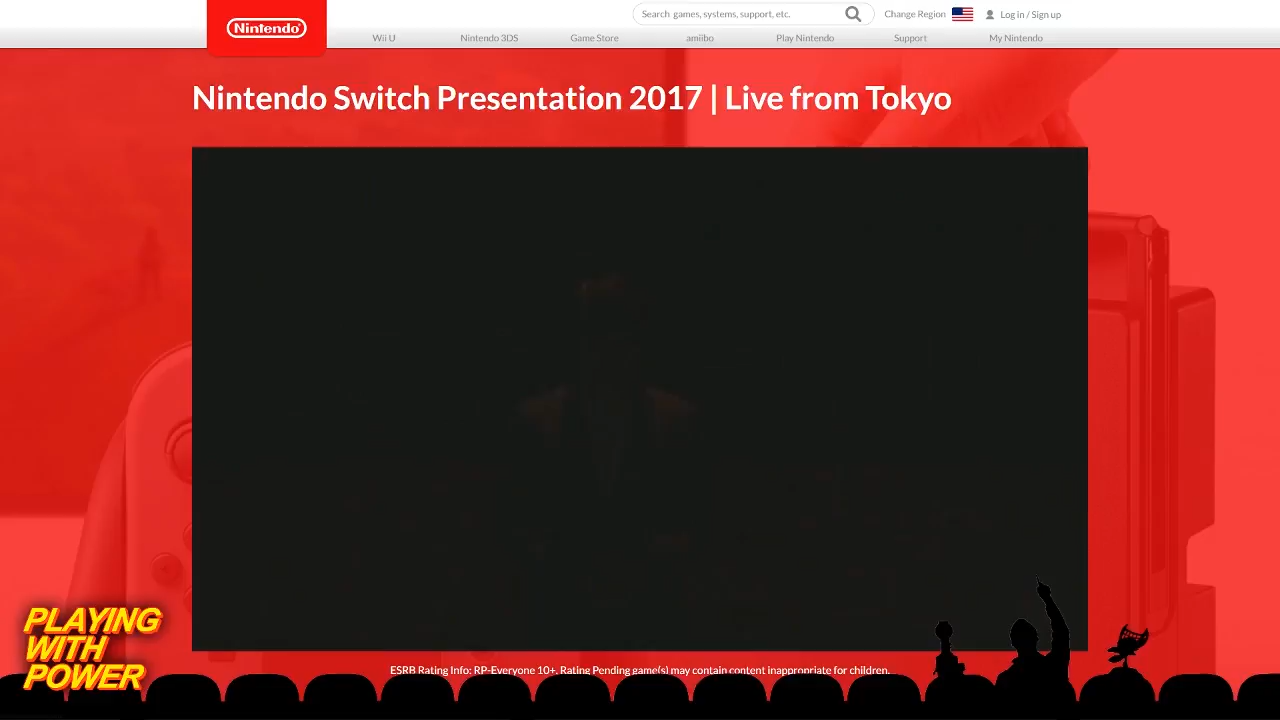 Nintendo
Search games, systems, support, etc.
Change Region
Log in / Sign up
Wii U
Nintendo 3DS
Game Store
amiibo
Play Nintendo
Support
My Nintendo
Nintendo Switch Presentation 2017 | Live from Tokyo
ESRB Rating Info: RP-Everyone 10+, Rating Pending game(s) may contain content inappropriate for children.
PLAYING
WITH
POWER